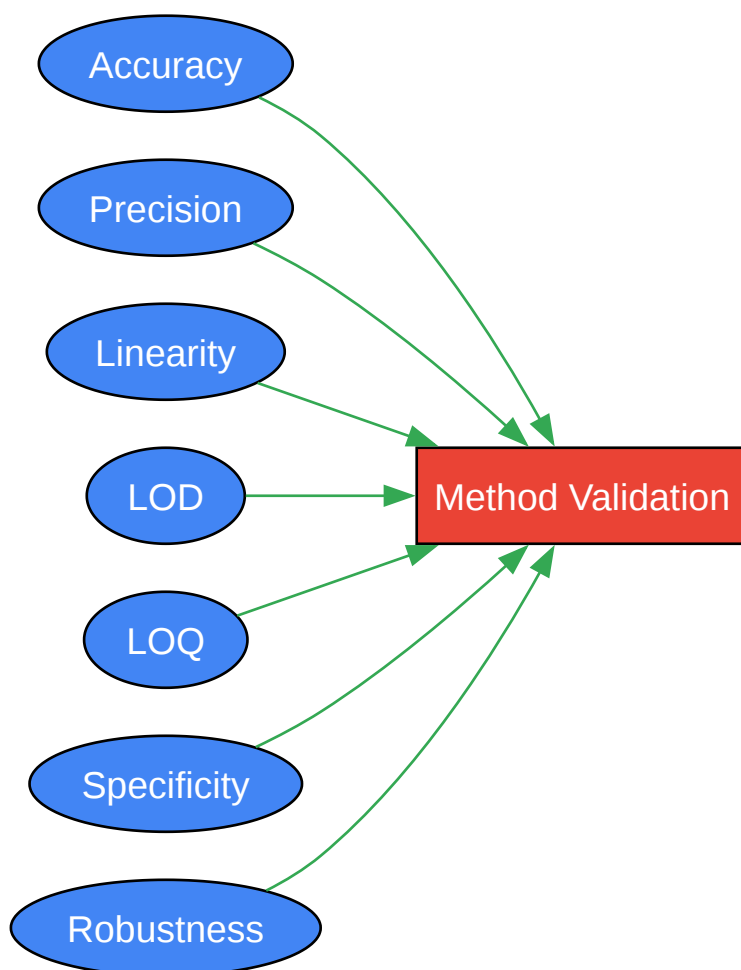 Accuracy
Precision
Linearity
LOD
Method Validation
LOQ
Specificity
Robustness